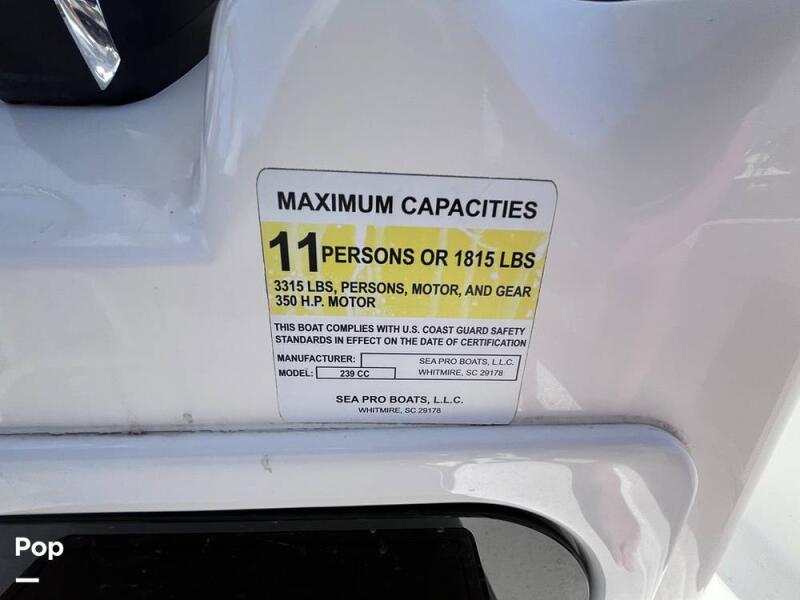 MAXIMUM CAPACITIES
11 PERSONS OR 1815 LBS
3315 LBS, PERSONS, MOTOR, AND GEAR
350 H.P. MOTOR
THIS BOAT COMPLIES WITH U.S. COAST GUARD SAFETY
STANDARDS IN EFFECT ON THE DATE OF CERTIFICATION
MANUFACTURER: SEA PRO BOATS, L.L.C.
MODEL: 239 CC WHITMIRE, SC 29178
SEA PRO BOATS, L.L.C.
WHITMIRE, SC 29178
Pop